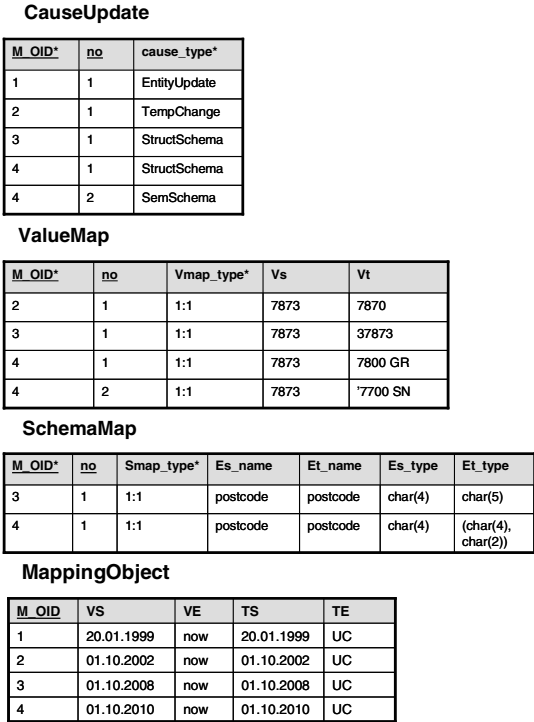 CauseUpdate
M_OID* no cause_type*
1 1 EntityUpdate
2 1 TempChange
3 1 StructSchema
4 1 StructSchema
4 2 SemSchema
ValueMap
M_OID* no Vmap_type* Vs Vt
2 1 1:1 7873 7870
3 1 1:1 7873 37873
4 1 1:1 7873 7800 GR
4 2 1:1 7873 '7700 SN
SchemaMap
M_OID* no Smap_type* Es_name Et_name Es_type Et_type
3 1 1:1 postcode postcode char(4) char(5)
4 1 1:1 postcode postcode char(4) (char(4),
char(2))
MappingObject
M_OID VS VE TS TE
1 20.01.1999 now 20.01.1999 UC
2 01.10.2002 now 01.10.2002 UC
3 01.10.2008 now 01.10.2008 UC
4 01.10.2010 now 01.10.2010 UC